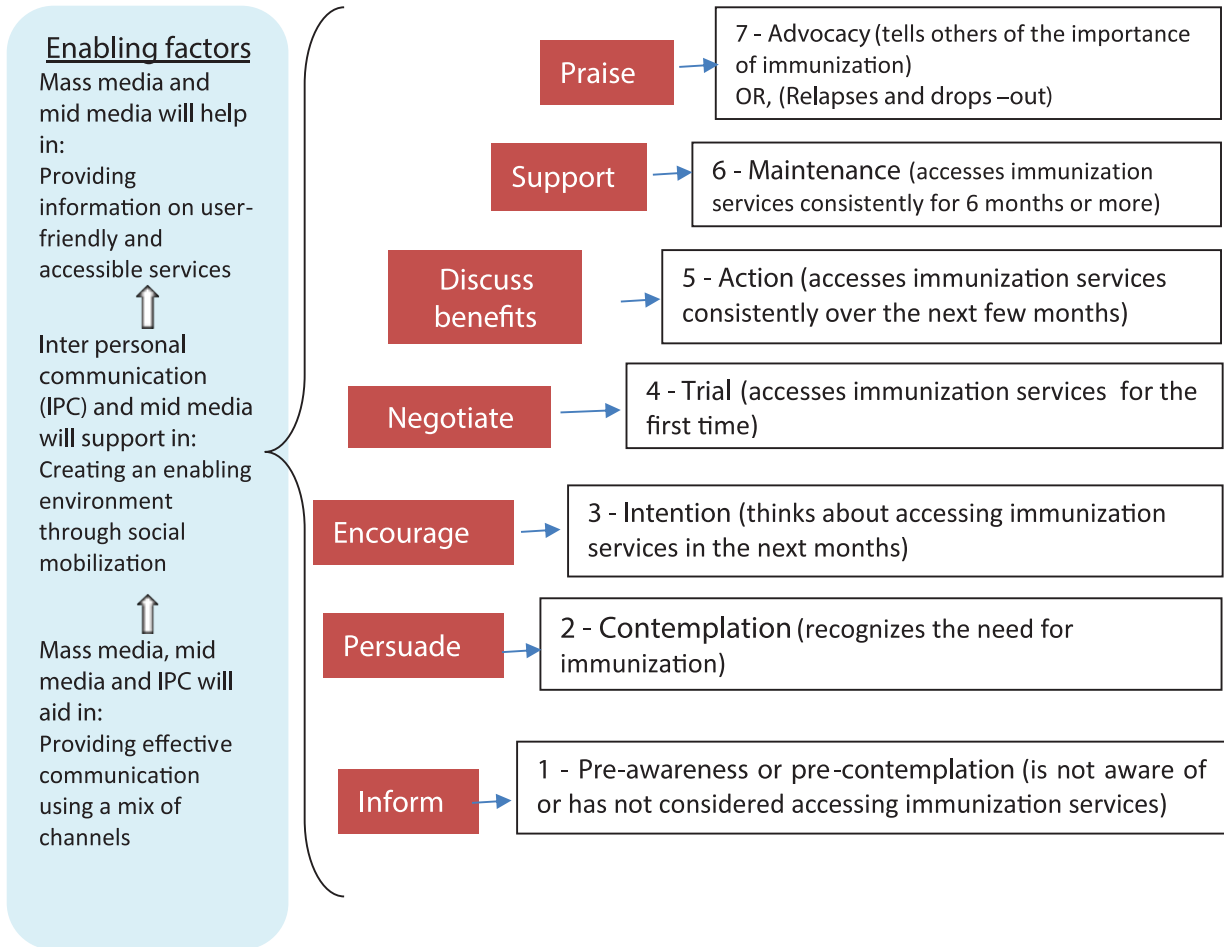 Enabling factors
Mass media and
mid media will help
in:
Providing
information on user-
friendly and
accessible services
Inter personal
communication
(IPC) and mid media
will support in:
Creating an enabling
environment
through social
mobilization
Mass media, mid
media and IPC will
aid in:
Providing effective
communication
using a mix of
channels
Praise
7 - Advocacy (tells others of the importance
of immunization)
OR, (Relapses and drops –out)
Support
6 - Maintenance (accesses immunization
services consistently for 6 months or more)
Discuss
benefits
5 - Action (accesses immunization services
consistently over the next few months)
Negotiate
4 - Trial (accesses immunization services for the
first time)
Encourage
3 - Intention (thinks about accessing immunization
services in the next months)
Persuade
2 - Contemplation (recognizes the need for
immunization)
Inform
1 - Pre-awareness or pre-contemplation (is not aware of
or has not considered accessing immunization services)